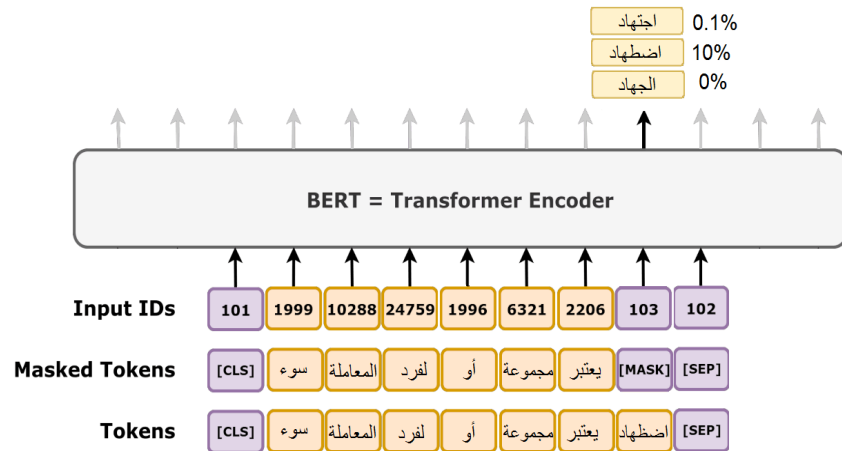 اجتهاد 0.1%
اضطهاد 10%
الجهاد 0%
BERT = Transformer Encoder
Input IDs 101 1999 10288 24759 1996 6321 2206 103 102
Masked Tokens [CLS] سوء المعاملة لفرد أو مجموعة يعتبر [MASK] [SEP]
Tokens [CLS] سوء المعاملة لفرد أو مجموعة يعتبر اضطهاد [SEP]